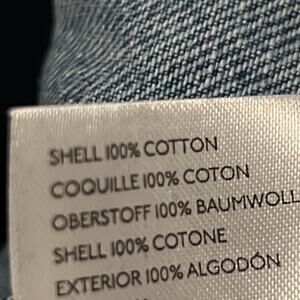 SHELL 100% COTTON
COQUILLE 100% COTON
OBERSTOFF 100% BAUMWOLL
SHELL 100% COTONE
EXTERIOR 100% ALGODÓN